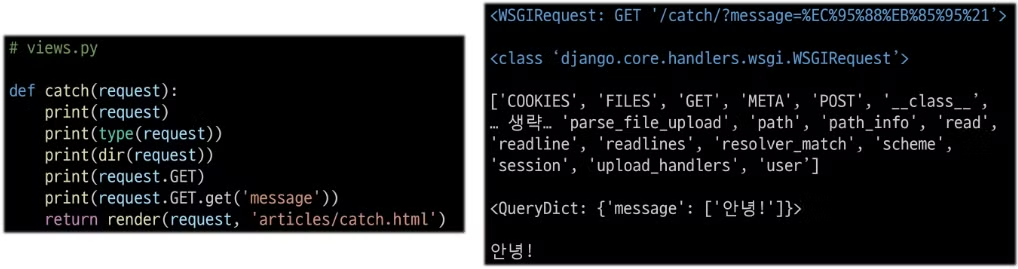 # views.py
def catch(request):
    print(request)
    print(type(request))
    print(dir(request))
    print(request.GET)
    print(request.GET.get('message'))
    return render(request, 'articles/catch.html')
<WSGIRequest: GET '/catch/?message=%EC%95%88%EB%85%95%21’>
<class ‘django.core.handlers.wsgi.WSGIRequest’>
['COOKIES', 'FILES', 'GET', 'META', 'POST', '__class__’,
… 생략… 'parse_file_upload', 'path', 'path_info', 'read',
'readline', 'readlines', 'resolver_match', 'scheme',
'session', 'upload_handlers', 'user’]
<QueryDict: {'message': ['안녕!']}>
안녕!